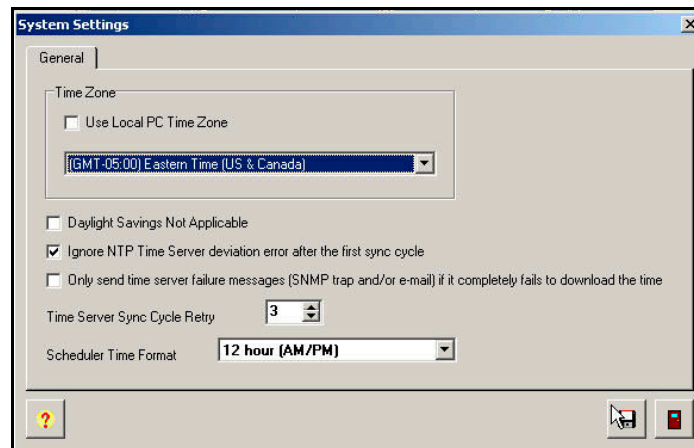 System Settings
General
Time Zone
Use Local PC Time Zone
(GMT-05:00) Eastern Time (US & Canada)
Daylight Savings Not Applicable
Ignore NTP Time Server deviation error after the first sync cycle
Only send time server failure messages (SNMP trap and/or e-mail) if it completely fails to download the time
Time Server Sync Cycle Retry 3
Scheduler Time Format 12 hour (AM/PM)
?